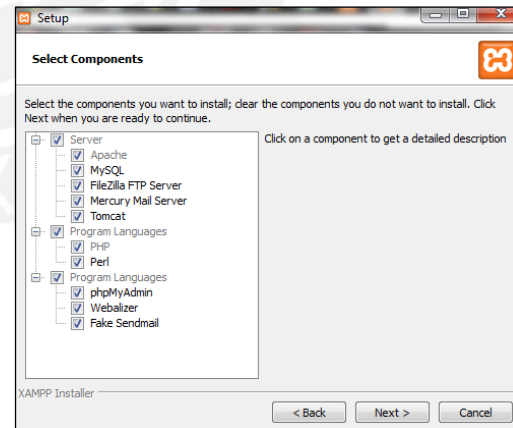 Setup
Select Components
Select the components you want to install; clear the components you do not want to install. Click
Next when you are ready to continue.
Server
Apache
MySQL
FileZilla FTP Server
Mercury Mail Server
Tomcat
Program Languages
PHP
Perl
Program Languages
phpMyAdmin
Webalizer
Fake Sendmail
Click on a component to get a detailed description
XAMPP Installer
< Back
Next >
Cancel